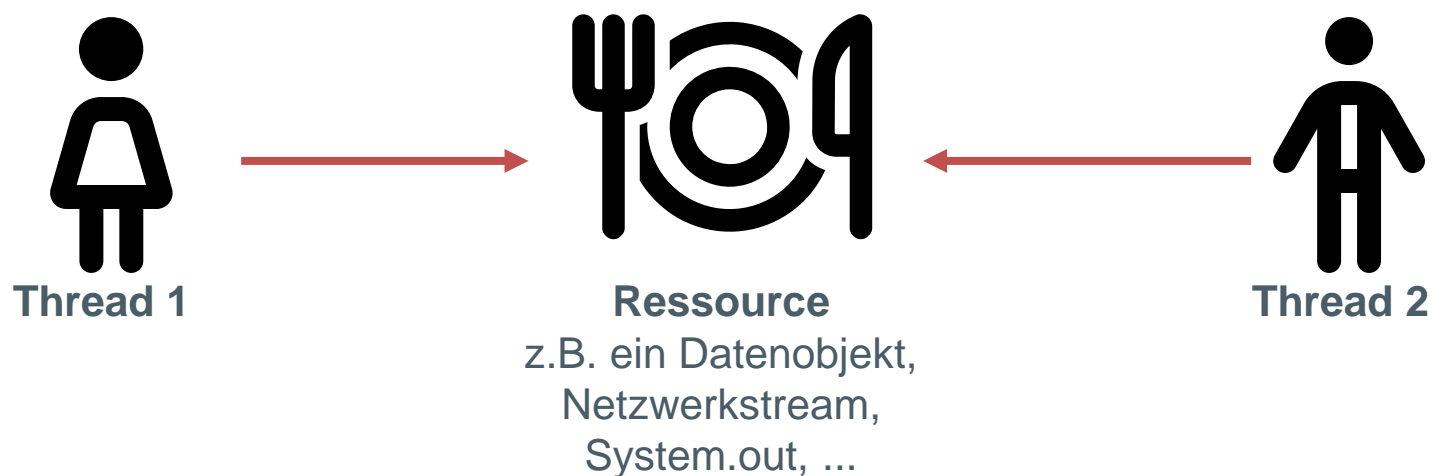 Thread 1
Ressource
Thread 2
z.B. ein Datenobjekt,
Netzwerkstream,
System.out, ...